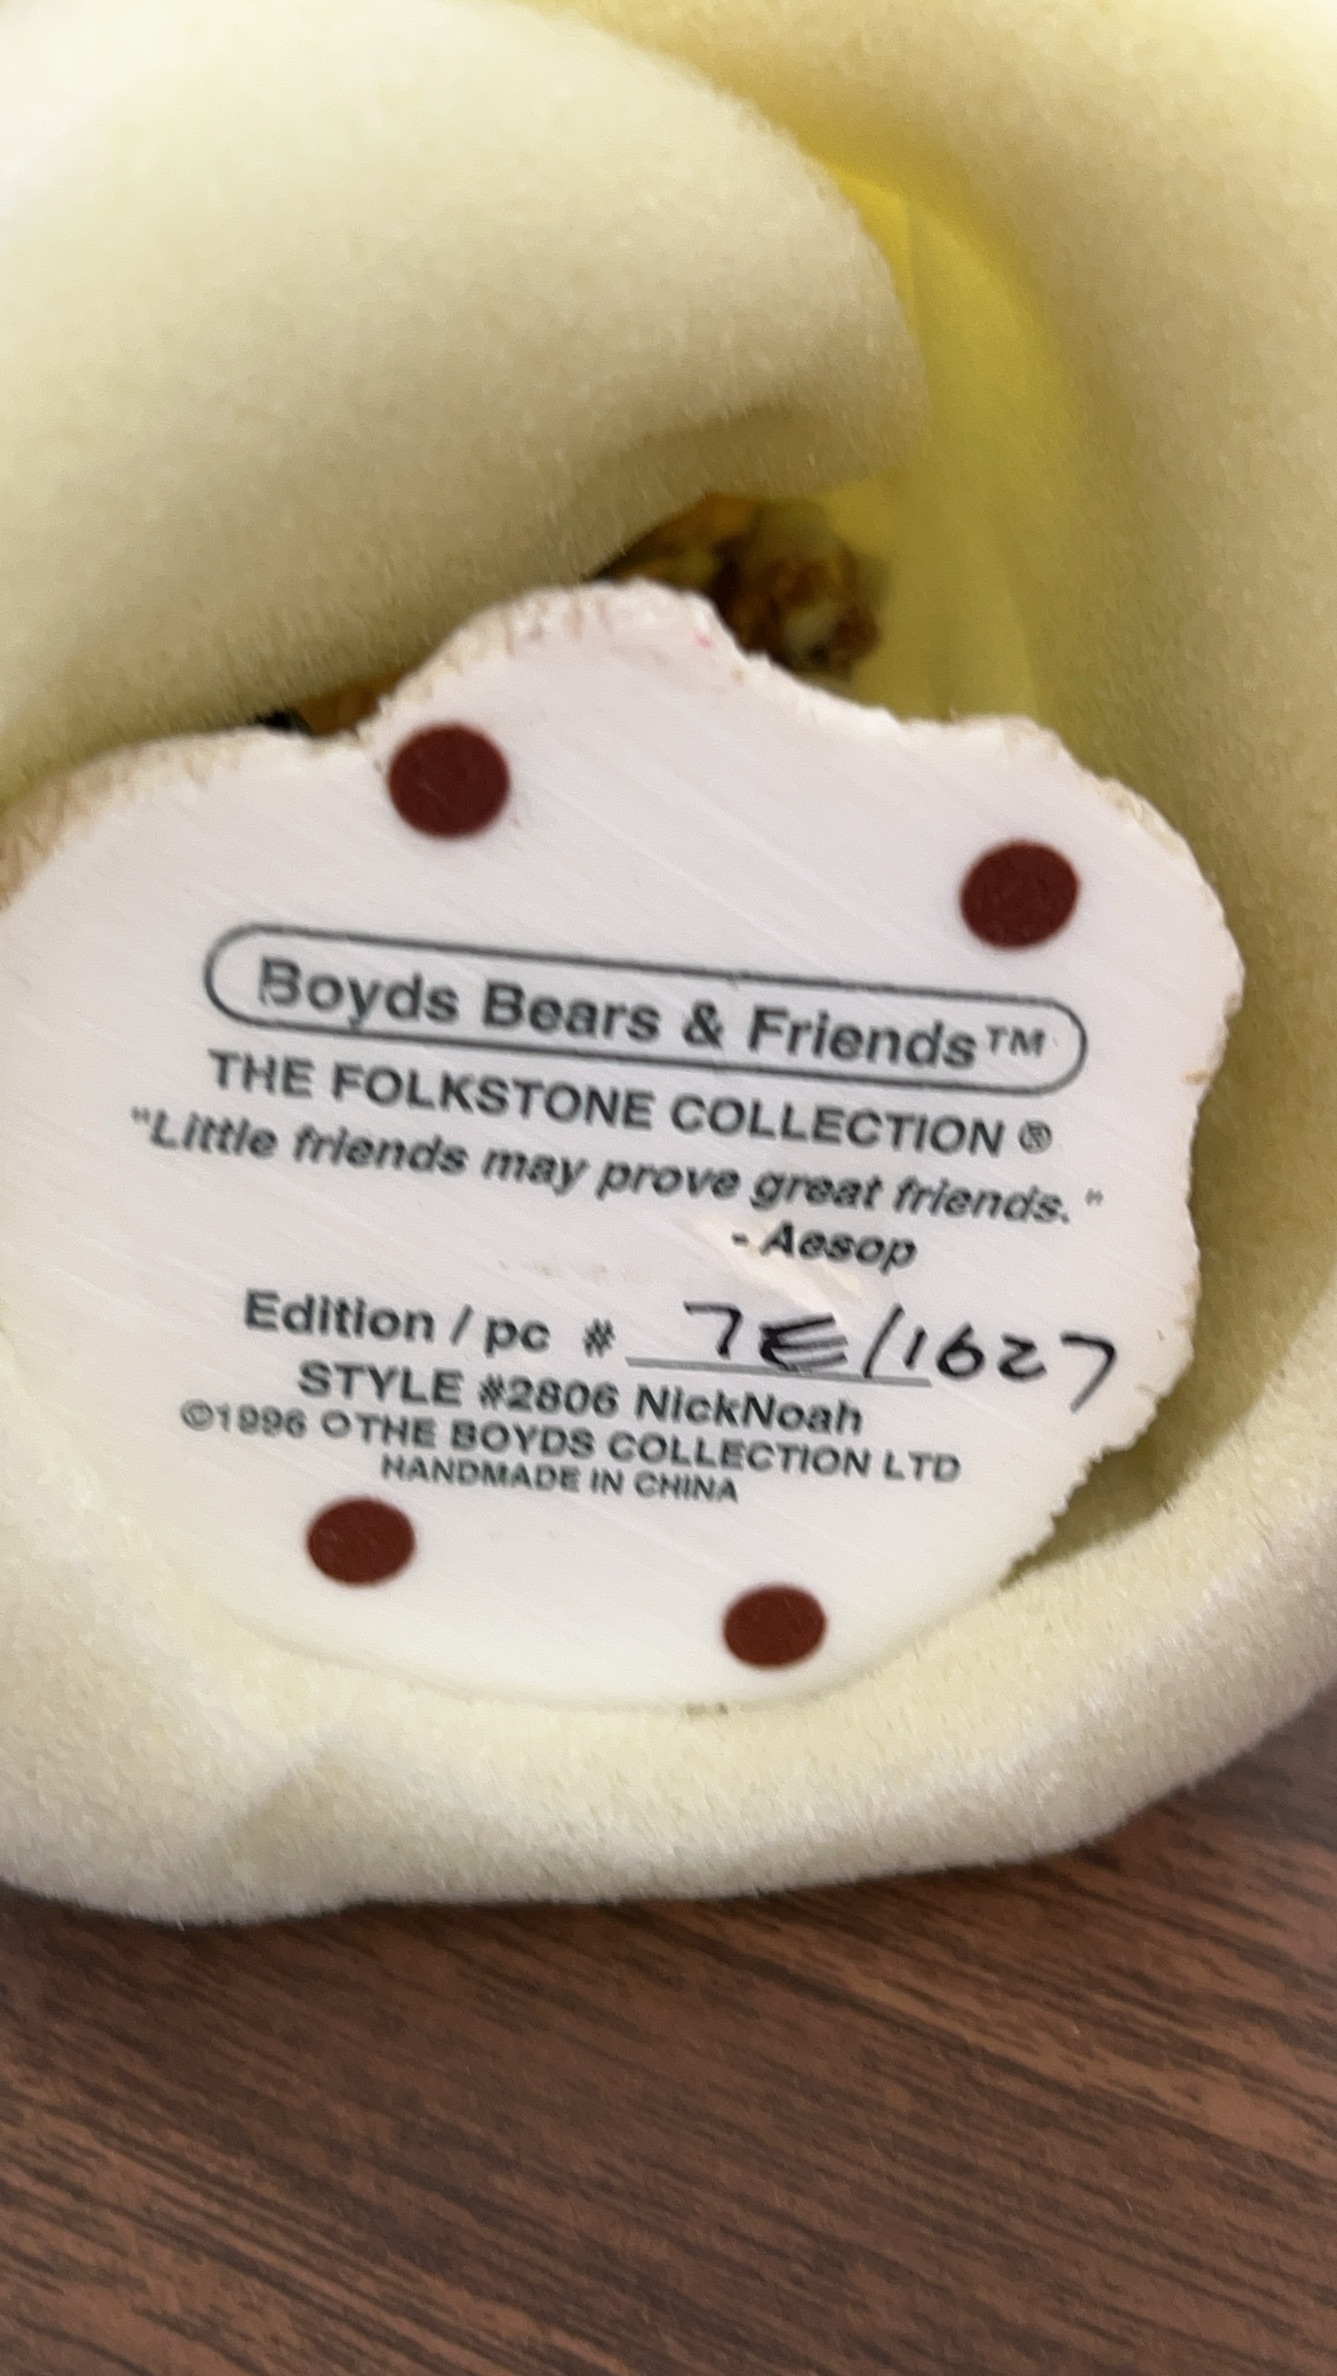 Boyds Bears & Friends™
THE FOLKSTONE COLLECTION ®
"Little friends may prove great friends."
- Aesop
Edition / pc # 7E/1627
STYLE #2806 NickNoah
©1996 THE BOYDS COLLECTION LTD
HANDMADE IN CHINA